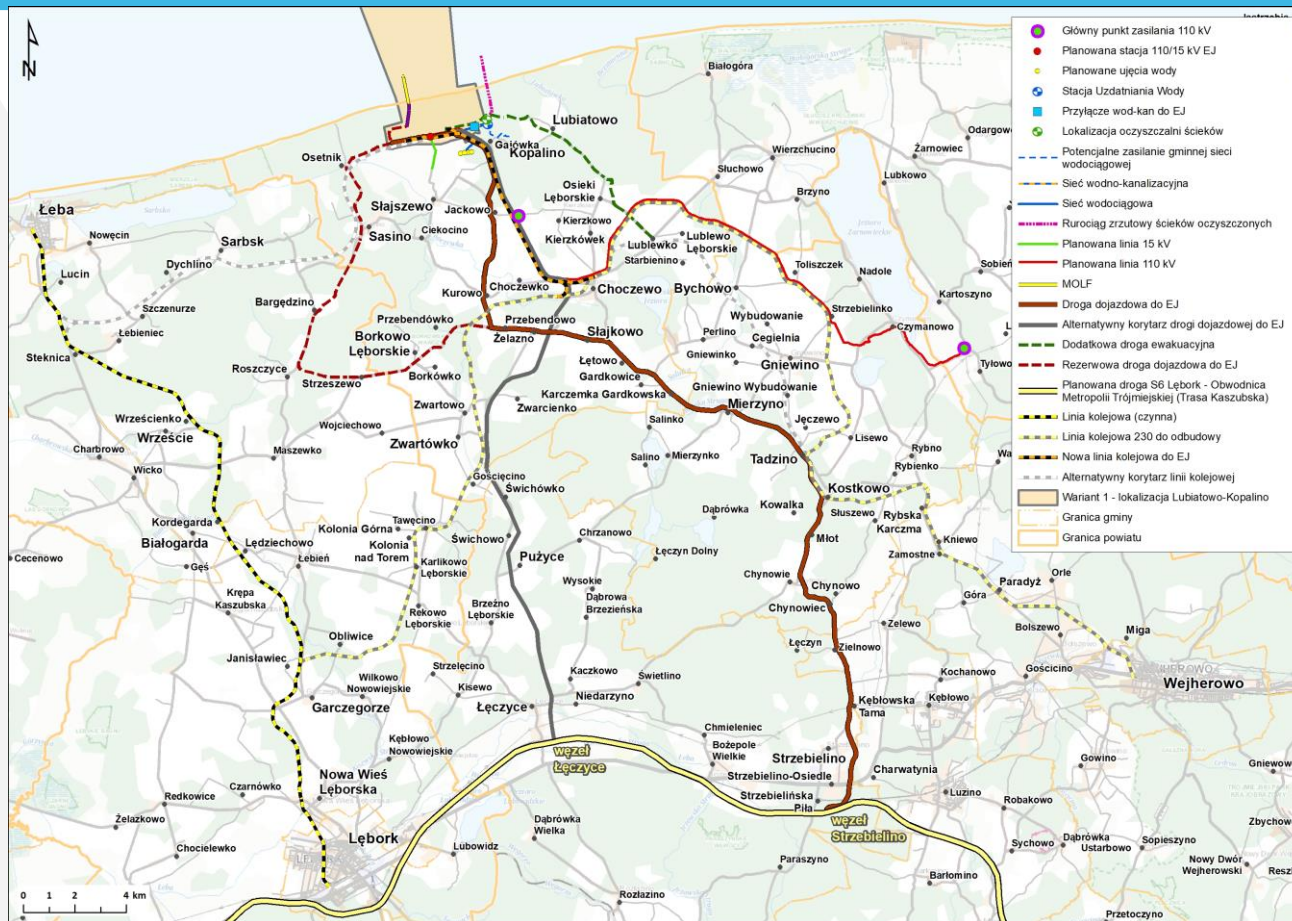 Główny punkt zasilania 110 kV
Planowana stacja 110/15 kV EJ
Planowane ujęcia wody
Stacja Uzdatniania Wody
Przyłącze wod-kan do EJ
Lokalizacja oczyszczalni ścieków
Potencjalne zasilanie gminnej sieci
wodociągowej
Sieć wodno-kanalizacyjna
Sieć wodociągowa
Rurociąg zrzutowy ścieków oczyszczonych
Planowana linia 15 kV
Planowana linia 110 kV
MOLF
Droga dojazdowa do EJ
Alternatywny korytarz drogi dojazdowej do EJ
Dodatkowa droga ewakuacyjna
Rezerwowa droga dojazdowa do EJ
Planowana droga S6 Lębork - Obwodnica
Metropolii Trójmiejskiej (Trasa Kaszubska)
Linia kolejowa (czynna)
Linia kolejowa 230 do odbudowy
Nowa linia kolejowa do EJ
Alternatywny korytarz linii kolejowej
Wariant 1 - lokalizacja Lubiatowo-Kopalino
Granica gminy
Granica powiatu
N
Białogóra
Lubiatowo
Odargowo
Gajówka
Kopalino
Wierzchucino
Żarnowiec
Osetnik
Słuchowo
Lubkowo
Osieki
Lęborskie
Brzyno
Łeba
Słajszewo
Jackowo
Kierzkowo
Nowęcin
Sasino
Ciekocino
Kierzkówek
Lublewko
Lublewo
Lęborskie
Sarbsk
Starbienino
Lucin
Dychlino
Toliszczek
Nadole
Choczewko
Choczewo
Bychowo
Kartoszyno
Szczenurze
Bargędzino
Kurowo
Strzebielinko
Łebieniec
Przebendówko
Przebendowo
Wybudowanie
Czymanowo
Borkowo
Lęborskie
Żelazno
Słajkowo
Perlino
Cegielnia
Steknica
Gniewinko
Gniewino
Tyłowo
Roszczyce
Strzeszewo
Borkówko
Łętowo
Gardkowice
Karczemka Gardkowska
Gniewino Wybudowanie
Zwartowo
Zwarcienko
Mierzyno
Wrześcienko
Wrzeście
Wojciechowo
Salinko
Jęczewo
Zwartówko
Lisewo
Charbrowo
Maszewko
Salino
Mierzynko
Tadzino
Rybno
Wicko
Rybienko
Gościęcino
Świchówko
Kostkowo
Kordegarda
Kolonia Górna
Tawęcino
Dąbrówka
Kowalka
Słuszewo
Rybska
Karczma
Białogarda
Kolonia
nad Torem
Świchowo
Chrzanowo
Młot
Kniewo
Cecenowo
Lędziechowo
Łęczyn Dolny
Zamostne
Gęś
Łebień
Karlikowo
Lęborskie
Pużyce
Chynowie
Chynowo
Paradyż
Orle
Krępa
Kaszubska
Wysokie
Dąbrowa
Brzezieńska
Chynowiec
Góra
Rekowo
Lęborskie
Brzeźno
Lęborskie
Zelewo
Bolszewo
Miga
Obliwice
Łęczyn
Zielnowo
Janisławiec
Strzelęcino
Kaczkowo
Świetlino
Kochanowo
Gościcino
Wilkowo
Nowowiejskie
Kisewo
Wejherowo
Garczegorze
Łęczyce
Niedarzyno
Kębłowska
Tama
Kębłowo
Chmieleniec
Kębłowo
Nowowiejskie
węzeł
Łęczyce
Bożepole
Wielkie
Strzebielino
Gowino
Nowa Wieś
Lęborska
Strzebielino-Osiedle
Charwatynia
Czarnówko
Redkowice
Strzebielińska
Piła
Luzino
Robakowo
Żelazkowo
węzeł
Strzebielino
Lębork
Dąbrówka
Wielka
Sychowo
Dąbrówka
Ustarbowo
Sopieszyno
Chocielewko
Lubowidz
Paraszyno
Nowy Dwór
Wejherowski
Barłomino
Rozłazino
Przetoczyno
0 2 4 km